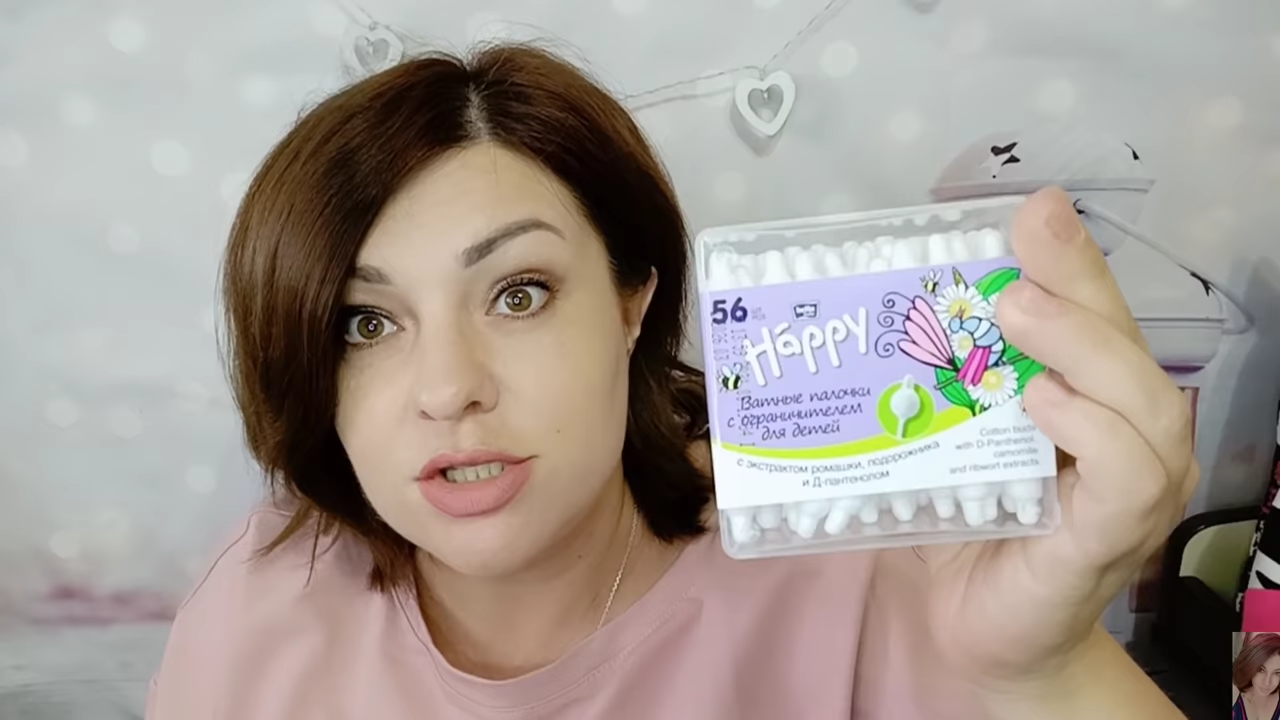 56
Happy
Ватные палочки
с ограничителем
для детей
с экстрактом ромашки, подорожника
и Д-пантенолом
Cotton buds
with D-Panthenol,
camomile
and ribwort extracts